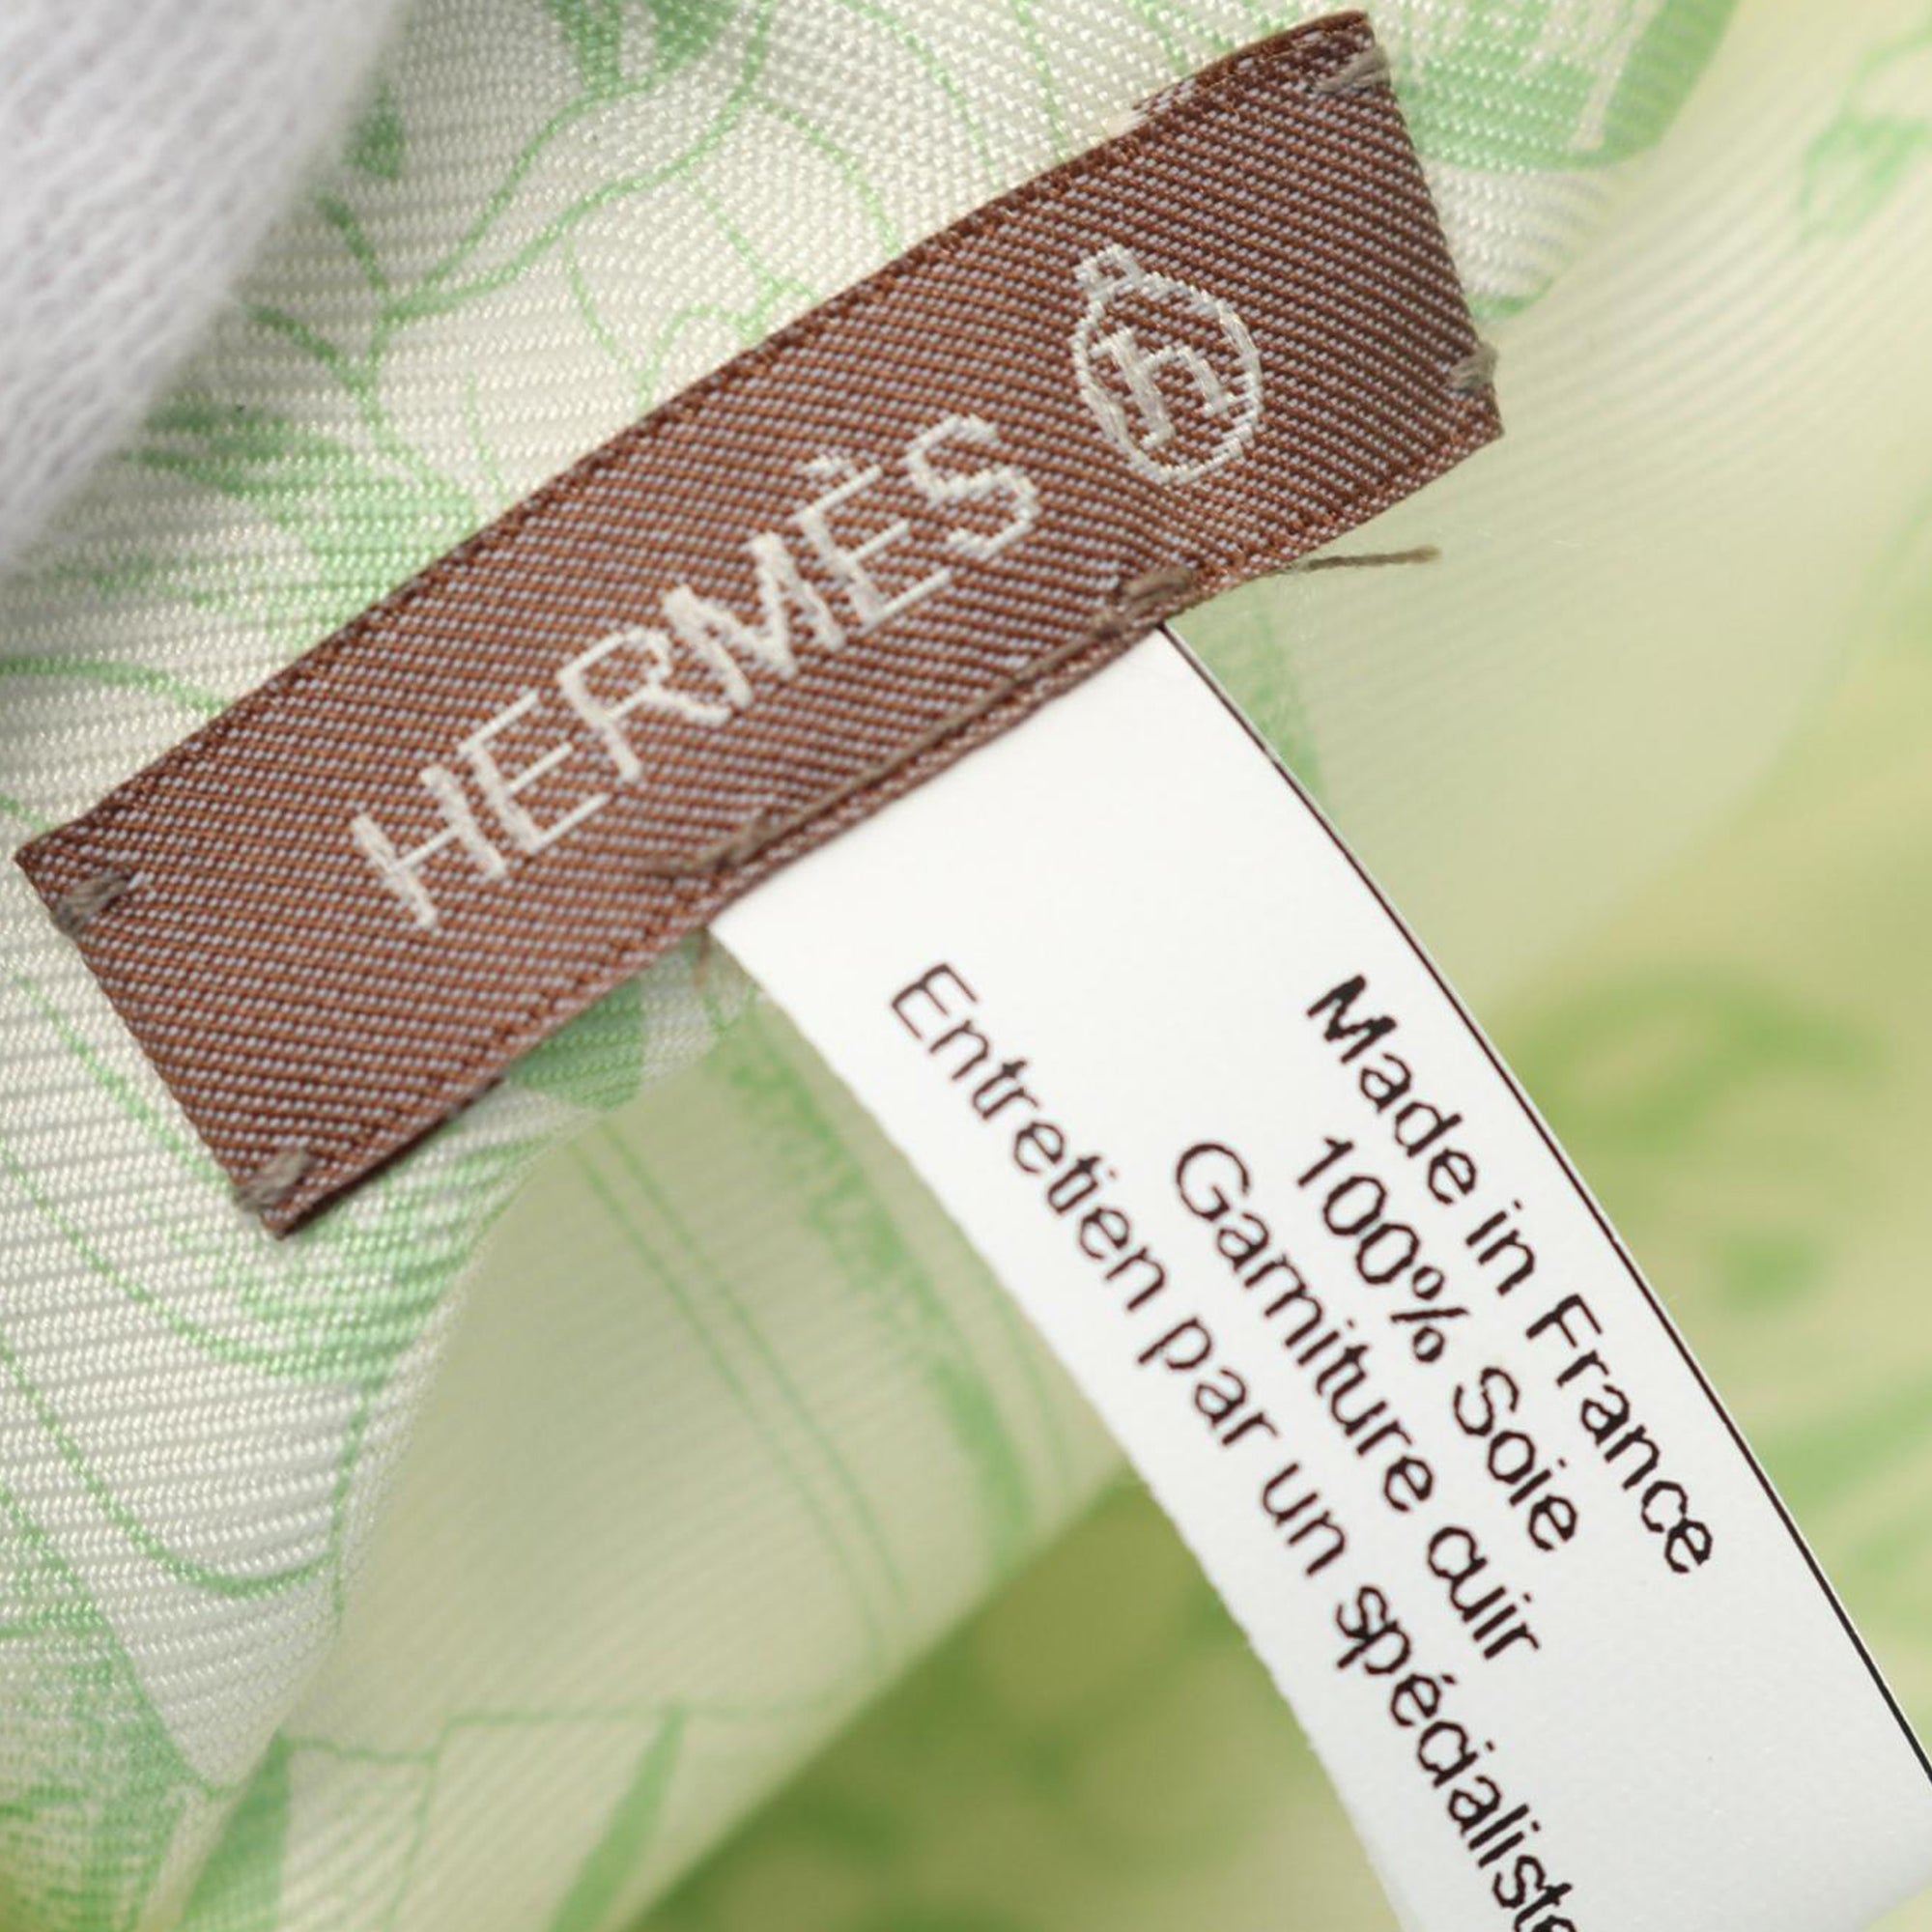 HERMÈS h
Made in France
100% Soie
Garniture cuir
Entretien par un spécialiste